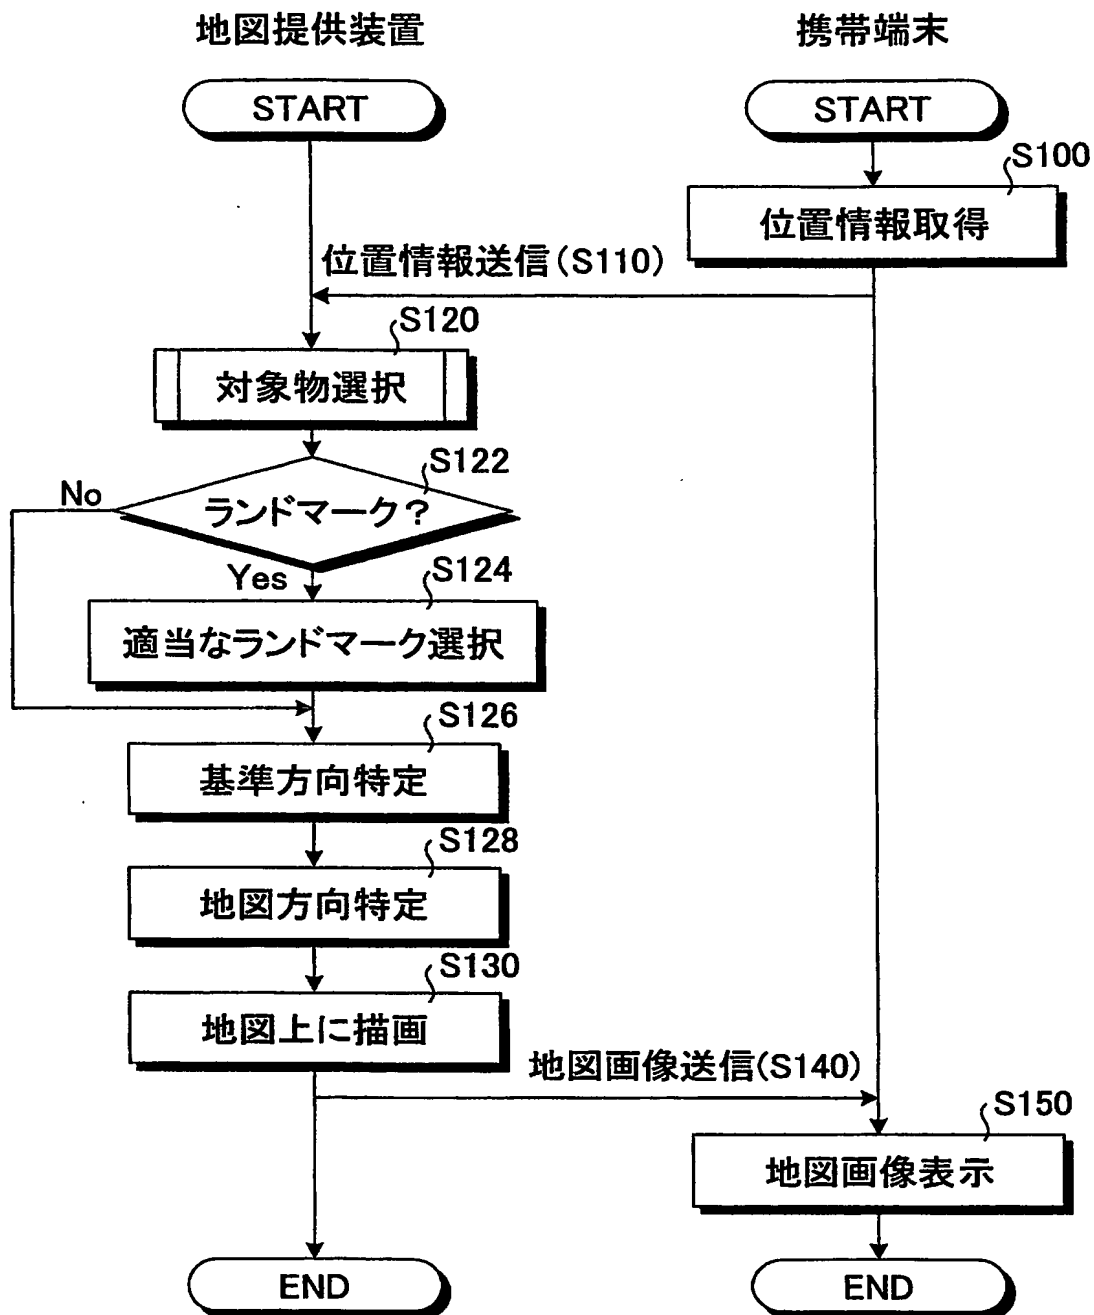 地図提供装置
携帯端末
START
START
S100
位置情報取得
位置情報送信(S110)
S120
対象物選択
S122
No
ランドマーク?
Yes
S124
適当なランドマーク選択
S126
基準方向特定
S128
地図方向特定
S130
地図上に描画
地図画像送信(S140)
S150
地図画像表示
END
END